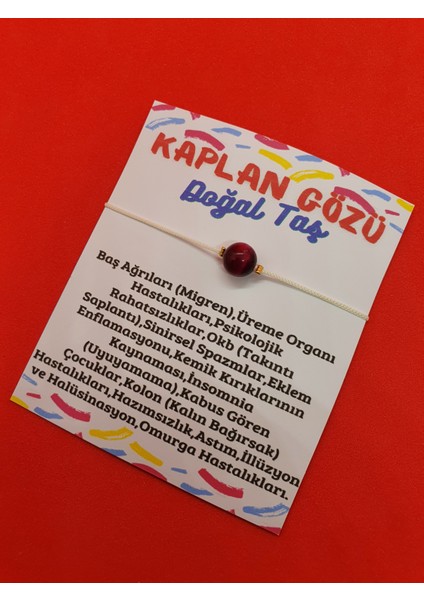 KAPLAN GÖZÜ
Doğal Taş
Baş Ağrıları (Migren),Üreme Organı
Hastalıkları,Psikolojik
Rahatsızlıklar,Okb (Takıntı
Saplantı),Sinirsel Spazmlar,Eklem
Enflamasyonu,Kemik Kırıklarının
Kaynaması,İnsomnia
(Uyuyamama),Kabus Gören
Çocuklar,Kolon (Kalın Bağırsak)
Hastalıkları,Hazımsızlık,Astım,İllüzyon
ve Halüsinasyon,Omurga Hastalıkları.